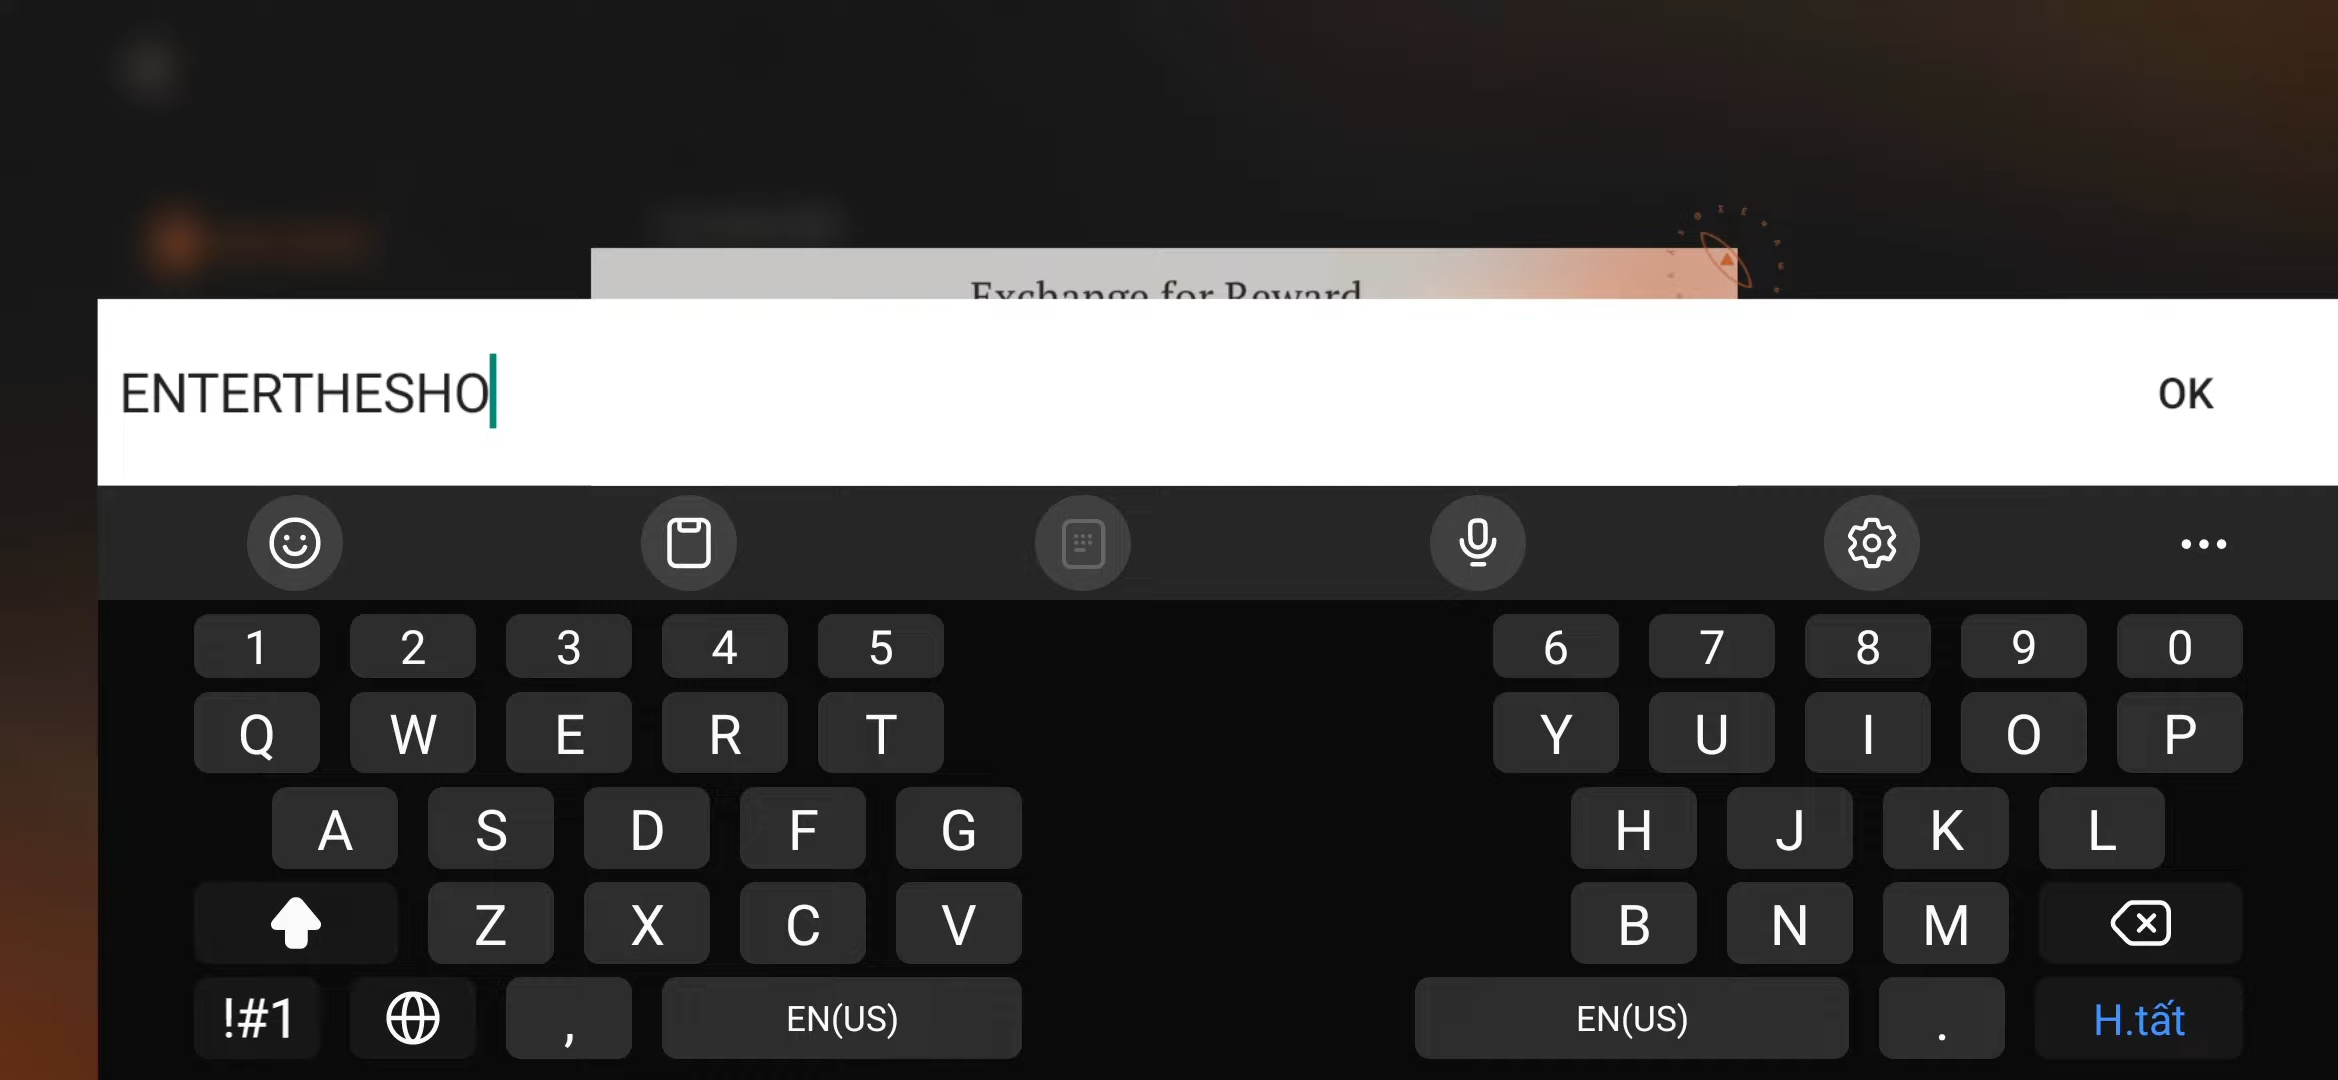 Exchange for Reward
ENTERTHESHO
OK
1 2 3 4 5 6 7 8 9 0
Q W E R T Y U I O P
A S D F G H J K L
Z X C V B N M
!#1 , EN(US) EN(US) . H.tất